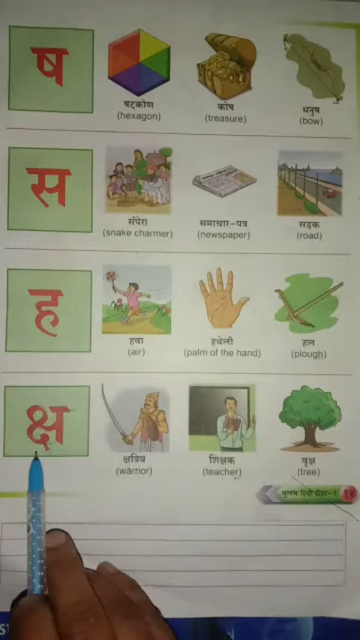 ष
षट्कोण कोष धनुष
(hexagon) (treasure) (bow)
स
सपेरा समाचार-पत्र सड़क
(snake charmer) (newspaper) (road)
ह
हवा हथेली हल
(air) (palm of the hand) (plough)
क्ष
क्षत्रिय शिक्षक वृक्ष
(warrior) (teacher) (tree)